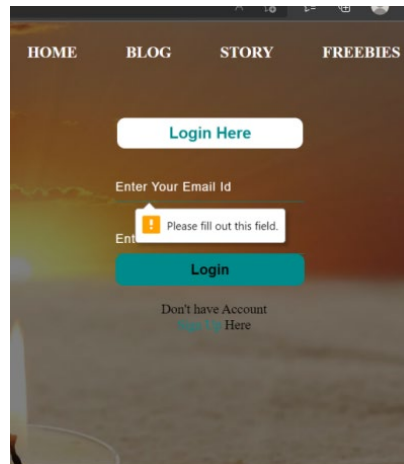 HOME BLOG STORY FREEBIES
Login Here
Enter Your Email Id
Please fill out this field.
Ent
Login
Don't have Account
Sign Up Here